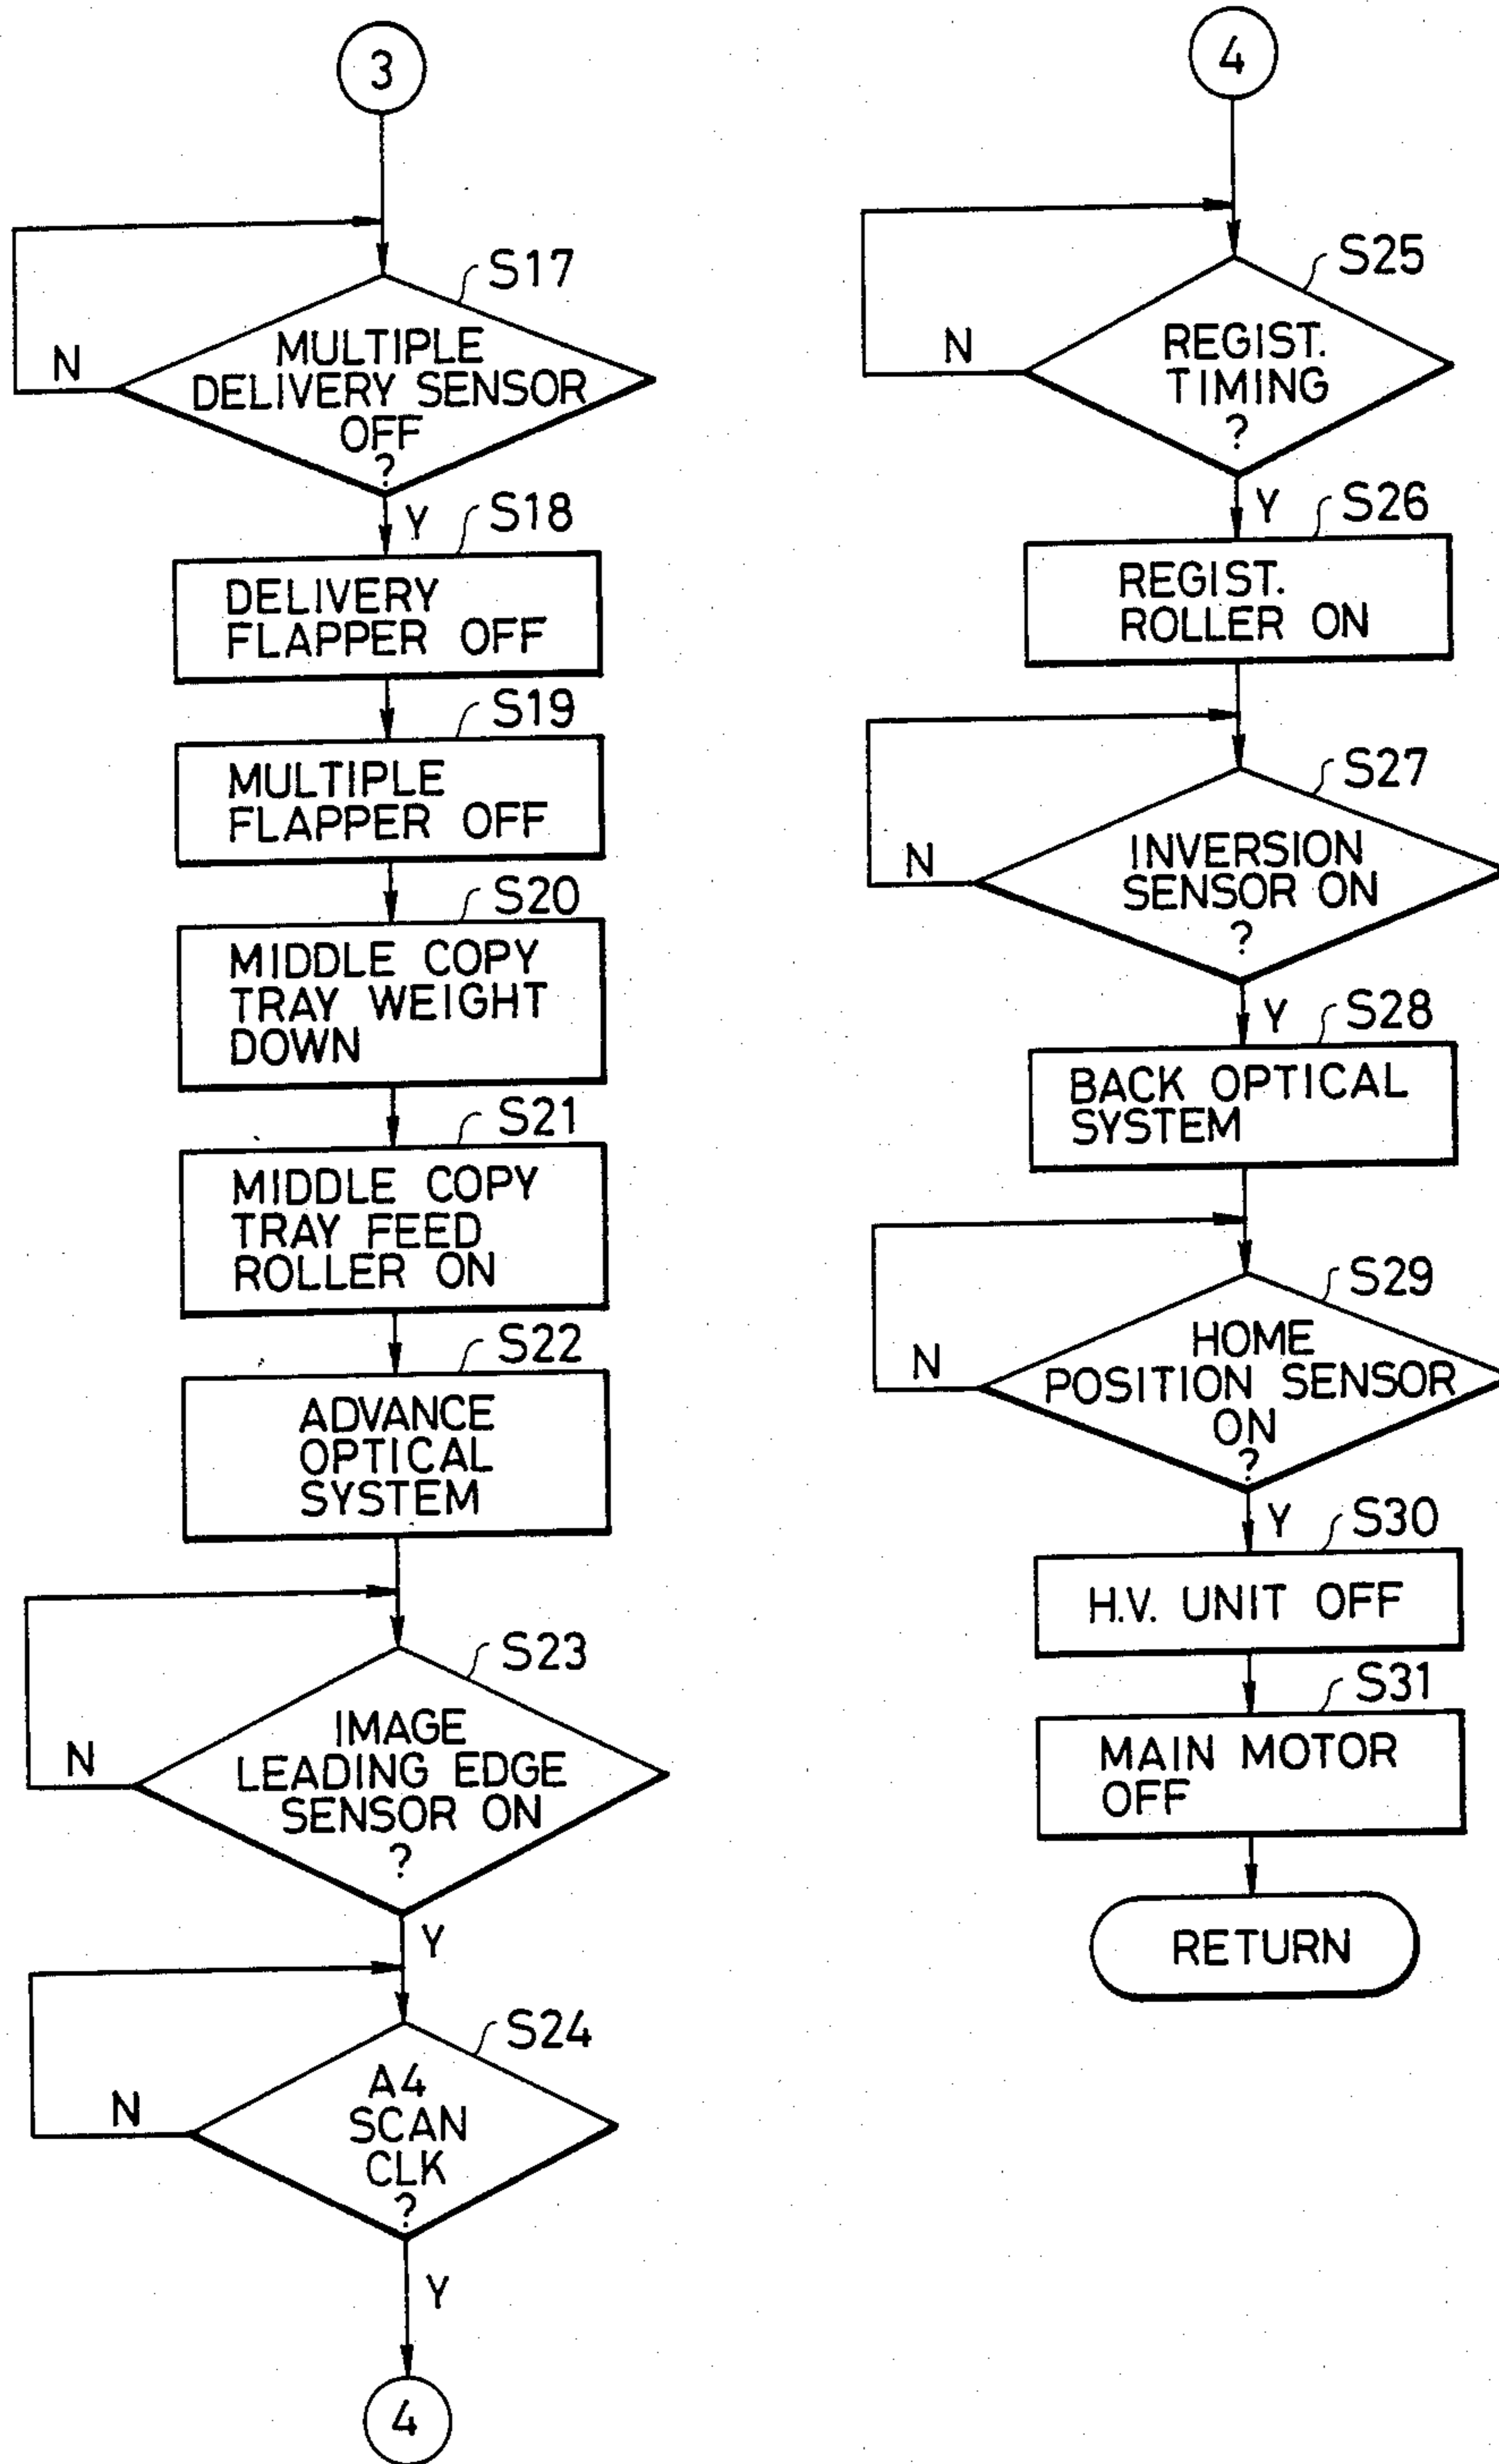 3
S17
N
MULTIPLE
DELIVERY SENSOR
OFF
?
Y
S18
DELIVERY
FLAPPER OFF
S19
MULTIPLE
FLAPPER OFF
S20
MIDDLE COPY
TRAY WEIGHT
DOWN
S21
MIDDLE COPY
TRAY FEED
ROLLER ON
S22
ADVANCE
OPTICAL
SYSTEM
S23
N
IMAGE
LEADING EDGE
SENSOR ON
?
Y
S24
N
A4
SCAN
CLK
?
Y
4
4
S25
N
REGIST.
TIMING
?
Y
S26
REGIST.
ROLLER ON
S27
N
INVERSION
SENSOR ON
?
Y
S28
BACK OPTICAL
SYSTEM
S29
N
HOME
POSITION SENSOR
ON
?
Y
S30
H.V. UNIT OFF
S31
MAIN MOTOR
OFF
RETURN